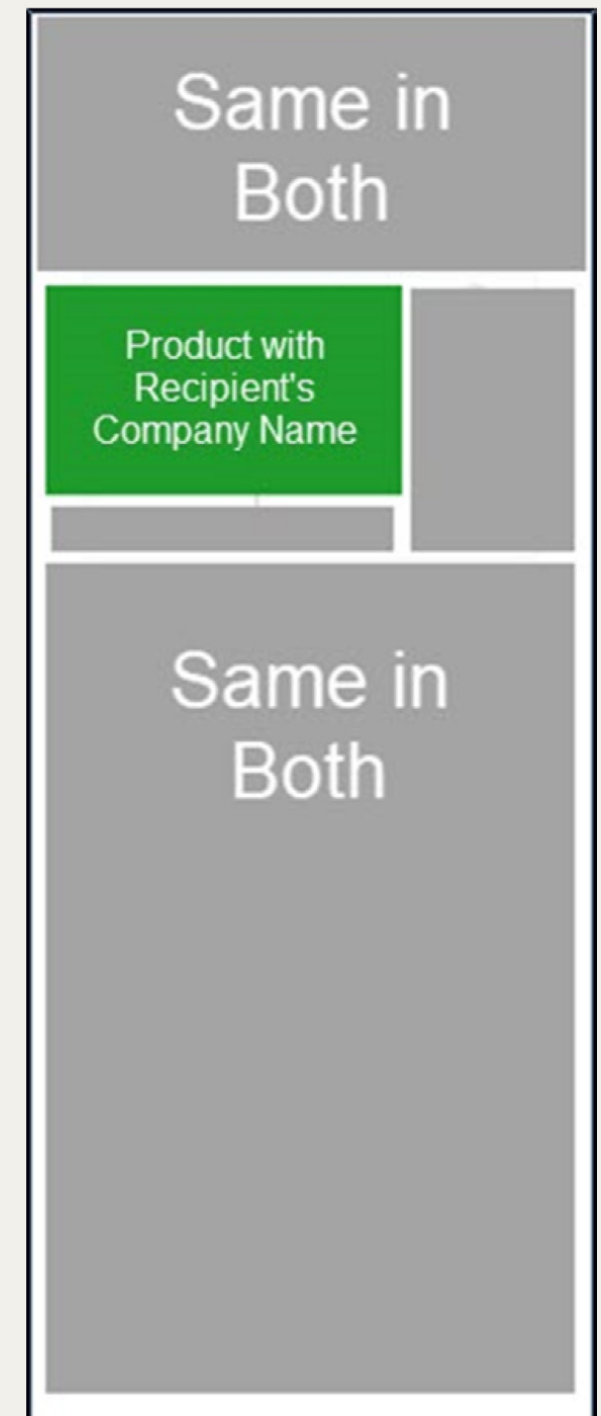 Same in
Both
Product with
Recipient's
Company Name
Same in
Both